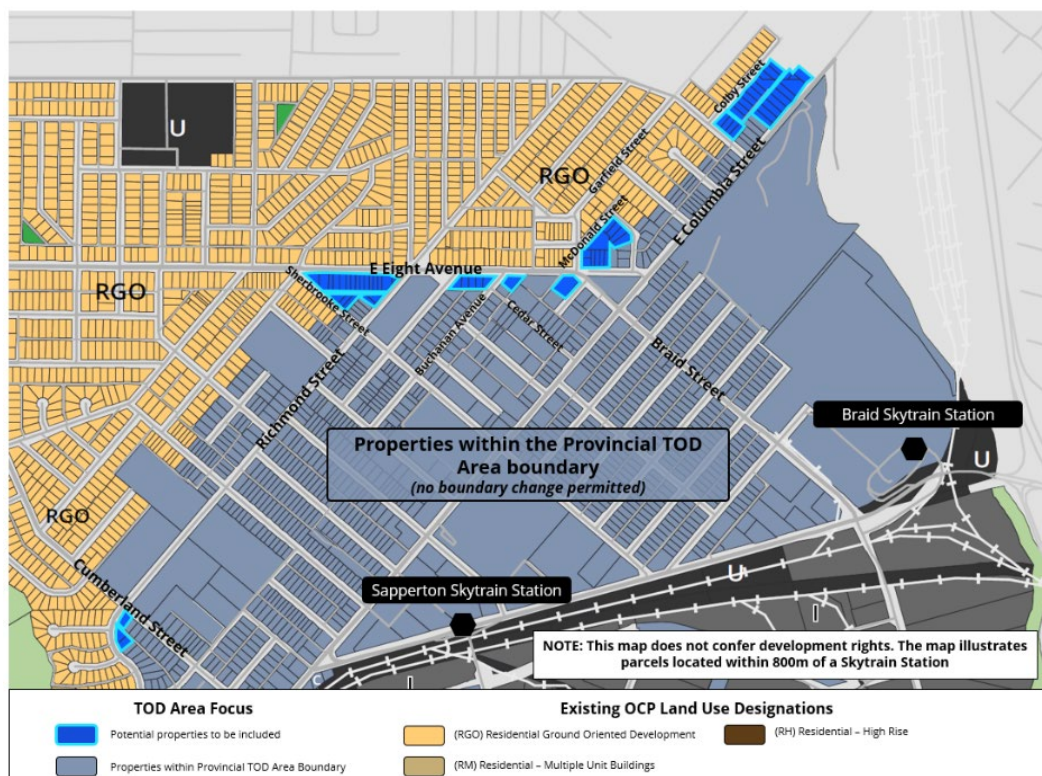 U
Colby Street
RGO
Garfield Street
E Columbia Street
McDonald Street
E Eight Avenue
RGO
Sherbrooke Street
Buchanan Avenue
Cedar Street
Braid Street
Richmond Street
Braid Skytrain Station
Properties within the Provincial TOD
Area boundary
(no boundary change permitted)
U
RGO
Cumberland Street
Sapperton Skytrain Station
U
I
NOTE: This map does not confer development rights. The map illustrates
parcels located within 800m of a Skytrain Station
C
I
TOD Area Focus
Potential properties to be included
Properties within Provincial TOD Area Boundary
Existing OCP Land Use Designations
(RGO) Residential Ground Oriented Development
(RM) Residential – Multiple Unit Buildings
(RH) Residential – High Rise